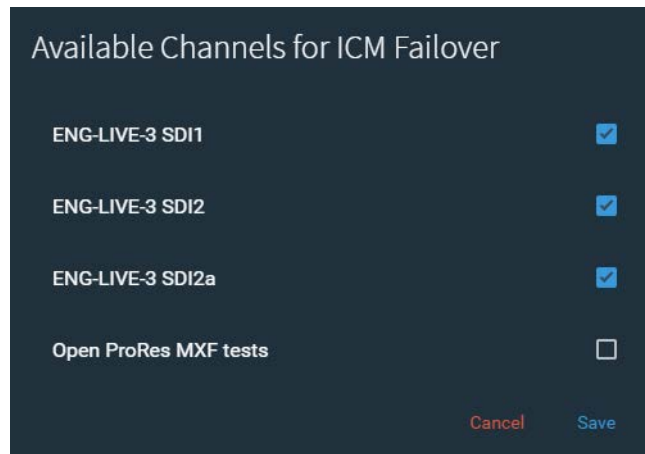 Available Channels for ICM Failover
ENG-LIVE-3 SDI1
ENG-LIVE-3 SDI2
ENG-LIVE-3 SDI2a
Open ProRes MXF tests
Cancel Save